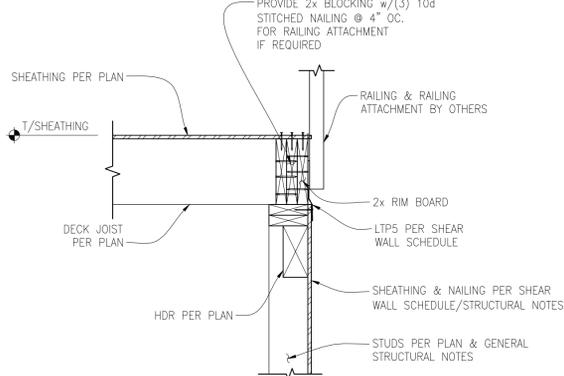 PROVIDE 2x BLOCKING w/(3) 10d
STITCHED NAILING @ 4" OC.
FOR RAILING ATTACHMENT
IF REQUIRED
SHEATHING PER PLAN
RAILING & RAILING
ATTACHMENT BY OTHERS
T/SHEATHING
2x RIM BOARD
DECK JOIST
PER PLAN
LTP5 PER SHEAR
WALL SCHEDULE
SHEATHING & NAILING PER SHEAR
WALL SCHEDULE/STRUCTURAL NOTES
HDR PER PLAN
STUDS PER PLAN & GENERAL
STRUCTURAL NOTES